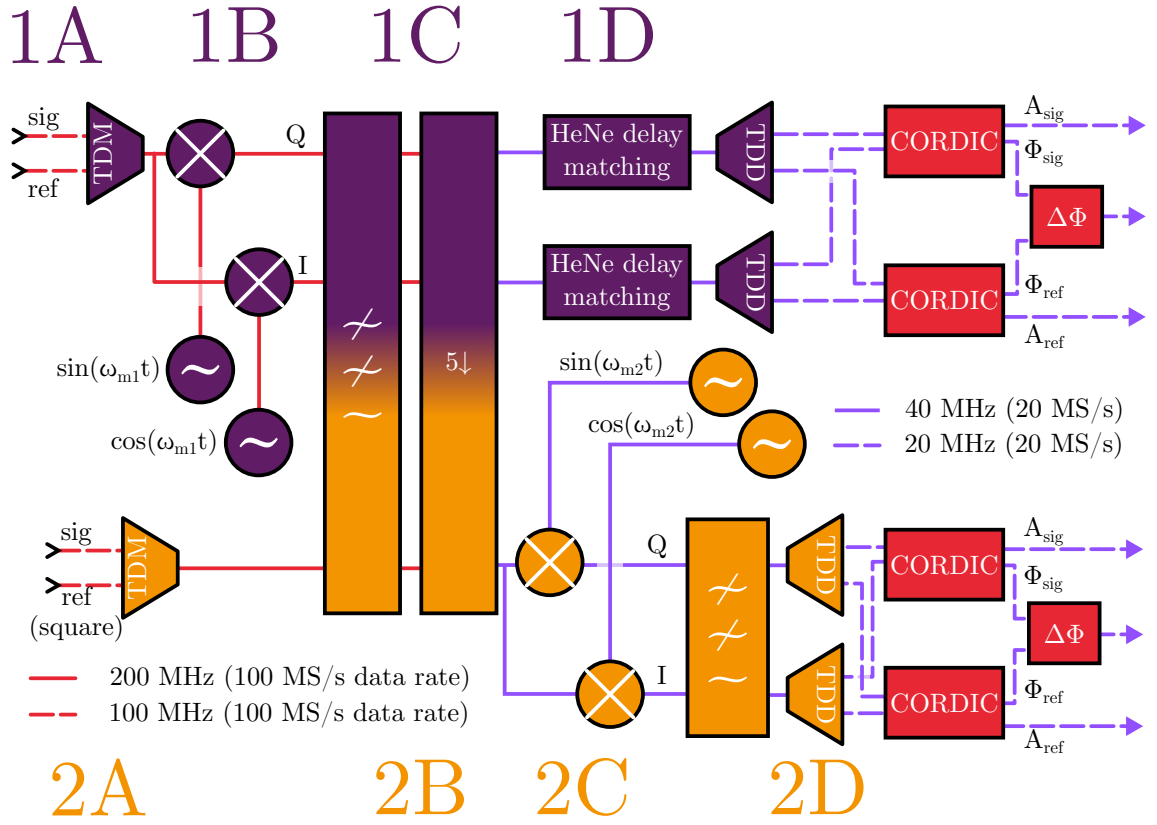 1A 1B 1C 1D
sig
ref
TDM
Q
I
HeNe delay
matching
TDD
CORDIC
A_sig
Φ_sig
ΔΦ
HeNe delay
matching
TDD
CORDIC
Φ_ref
A_ref
sin(ω_m1t)
cos(ω_m1t)
5↓
sin(ω_m2t)
cos(ω_m2t)
40 MHz (20 MS/s)
20 MHz (20 MS/s)
sig
ref
(square)
TDM
Q
I
TDD
CORDIC
A_sig
Φ_sig
ΔΦ
TDD
CORDIC
Φ_ref
A_ref
200 MHz (100 MS/s data rate)
100 MHz (100 MS/s data rate)
2A 2B 2C 2D